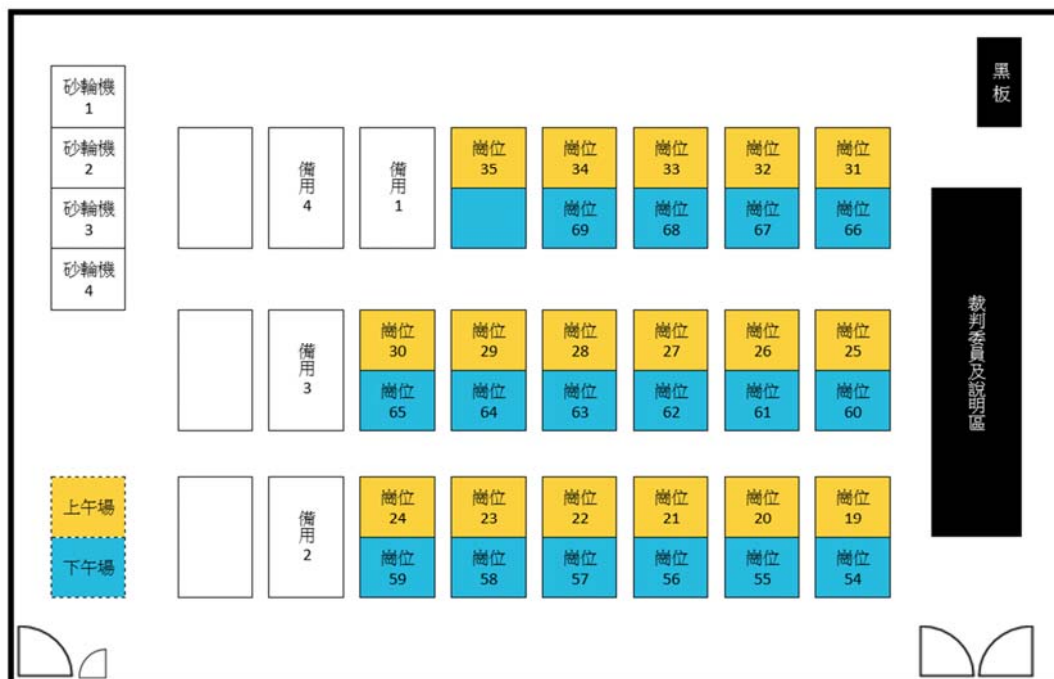 黑板
砂輪機
1
砂輪機
2
砂輪機
3
砂輪機
4
備用4
備用1
崗位
35
崗位
34
崗位
33
崗位
32
崗位
31
崗位
69
崗位
68
崗位
67
崗位
66
裁判委員及說明區
備用3
崗位
30
崗位
29
崗位
28
崗位
27
崗位
26
崗位
25
崗位
65
崗位
64
崗位
63
崗位
62
崗位
61
崗位
60
上午場
下午場
備用2
崗位
24
崗位
23
崗位
22
崗位
21
崗位
20
崗位
19
崗位
59
崗位
58
崗位
57
崗位
56
崗位
55
崗位
54